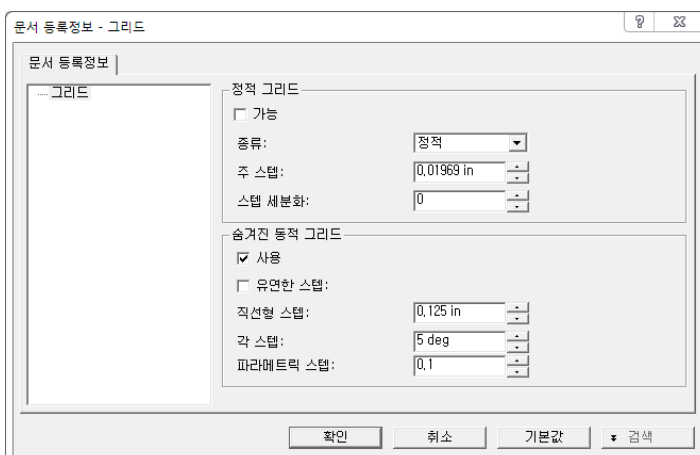 문서 등록정보 - 그리드
문서 등록정보
그리드
정적 그리드
가능
종류: 정적
주 스텝: 0,01969 in
스텝 세분화: 0
숨겨진 동적 그리드
사용
유연한 스텝:
직선형 스텝: 0,125 in
각 스텝: 5 deg
파라메트릭 스텝: 0,1
확인 취소 기본값 검색